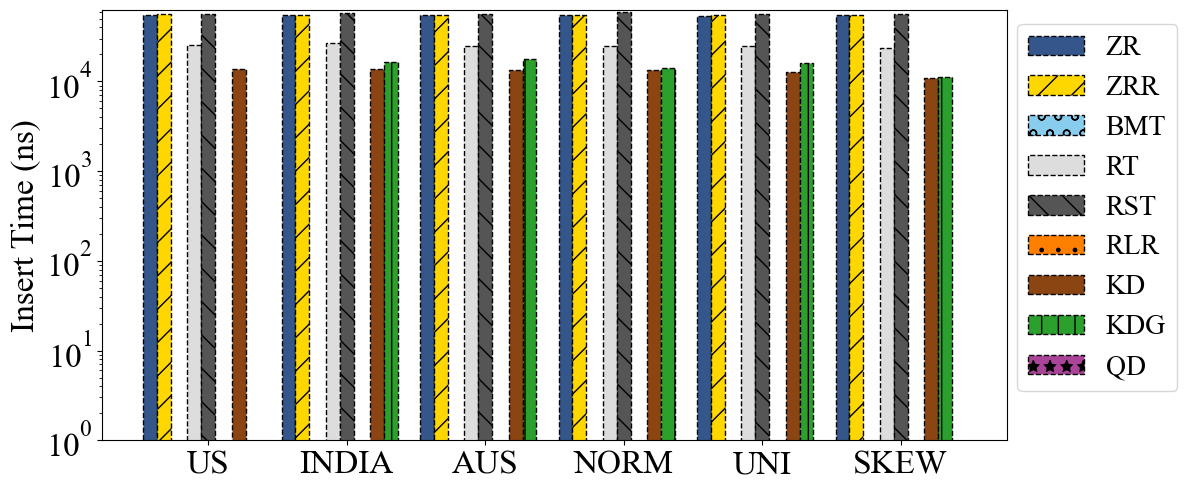 Insert Time (ns)
10^4
10^3
10^2
10^1
10^0
US INDIA AUS NORM UNI SKEW
ZR
ZRR
BMT
RT
RST
RLR
KD
KDG
QD